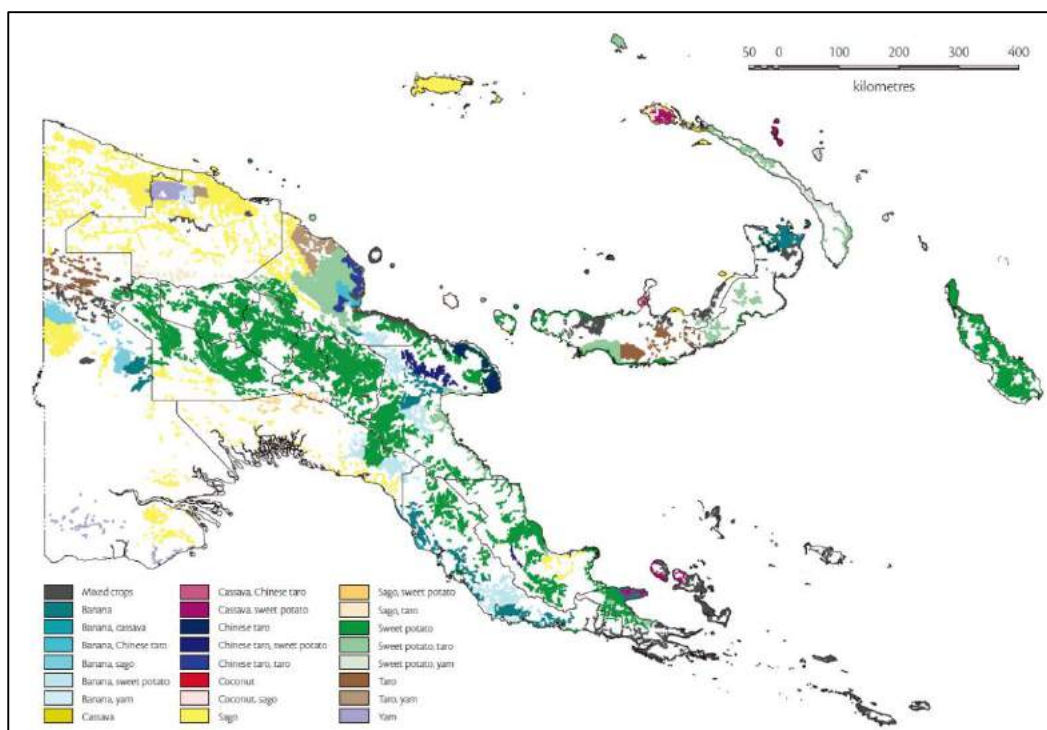 50 0 100 200 300 400
kilometres
Mixed crops
Banana
Banana, cassava
Banana, Chinese taro
Banana, sago
Banana, sweet potato
Banana, yam
Cassava
Cassava, Chinese taro
Cassava, sweet potato
Chinese taro
Chinese taro, sweet potato
Chinese taro, taro
Coconut
Coconut, sago
Sago
Sago, sweet potato
Sago, taro
Sweet potato
Sweet potato, taro
Sweet potato, yam
Taro
Taro, yam
Yam